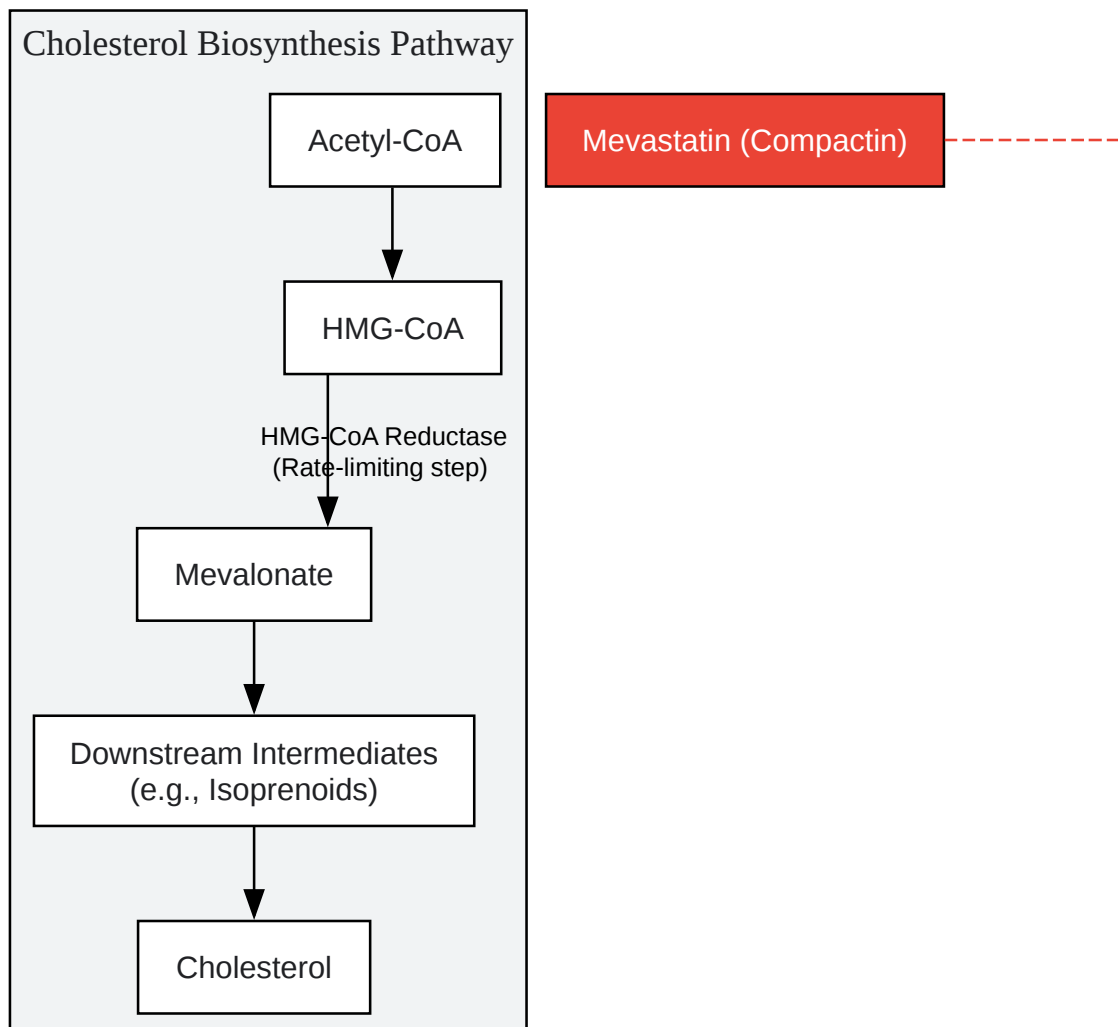 Cholesterol Biosynthesis Pathway
Acetyl-CoA
Mevastatin (Compactin)
HMG-CoA
HMG-CoA Reductase
(Rate-limiting step)
Mevalonate
Downstream Intermediates
(e.g., Isoprenoids)
Cholesterol